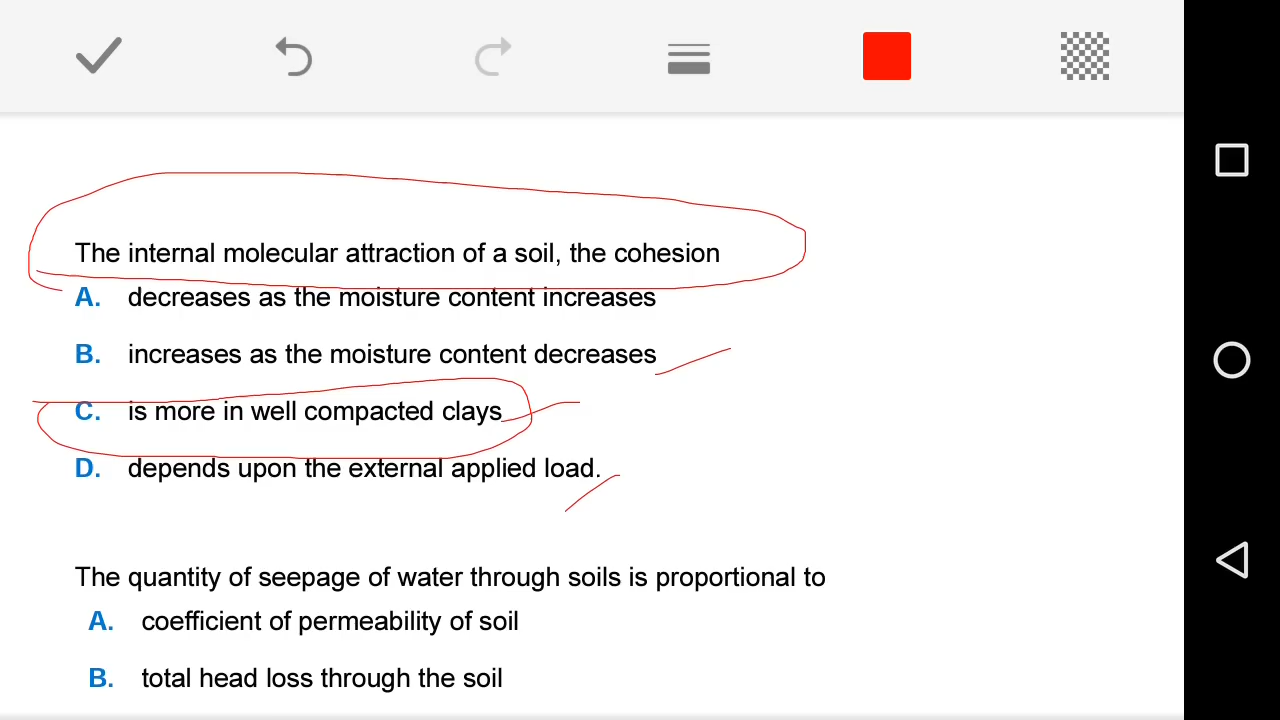 The internal molecular attraction of a soil, the cohesion
A. decreases as the moisture content increases
B. increases as the moisture content decreases
C. is more in well compacted clays
D. depends upon the external applied load.
The quantity of seepage of water through soils is proportional to
A. coefficient of permeability of soil
B. total head loss through the soil